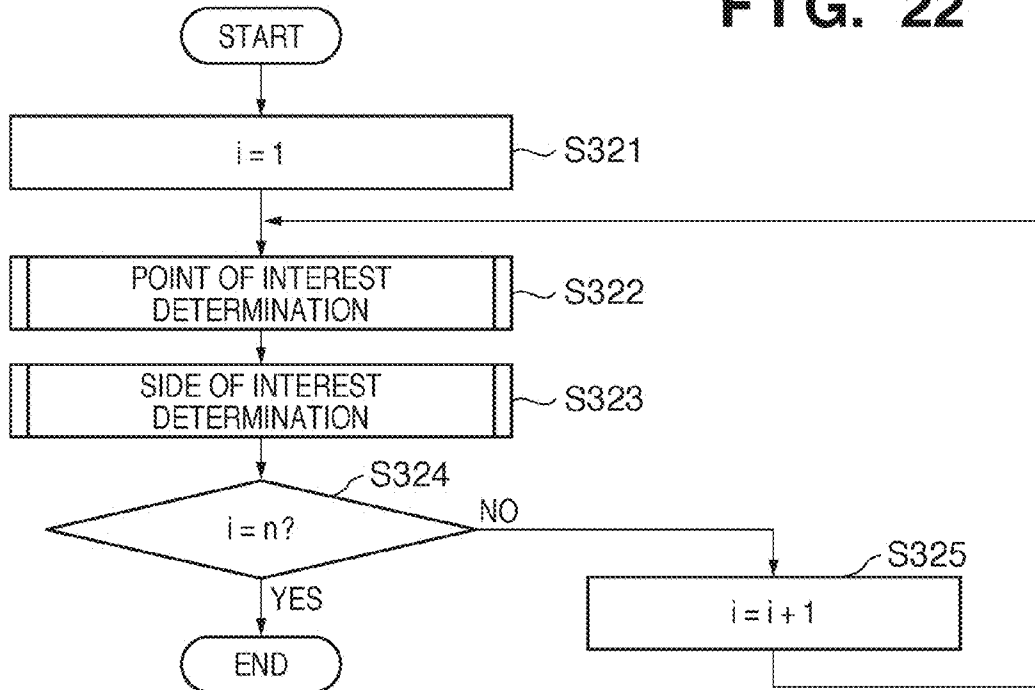 FIG. 22
START
i = 1
S321
POINT OF INTEREST
DETERMINATION
S322
SIDE OF INTEREST
DETERMINATION
S323
S324
i = n?
NO
YES
S325
i = i + 1
END